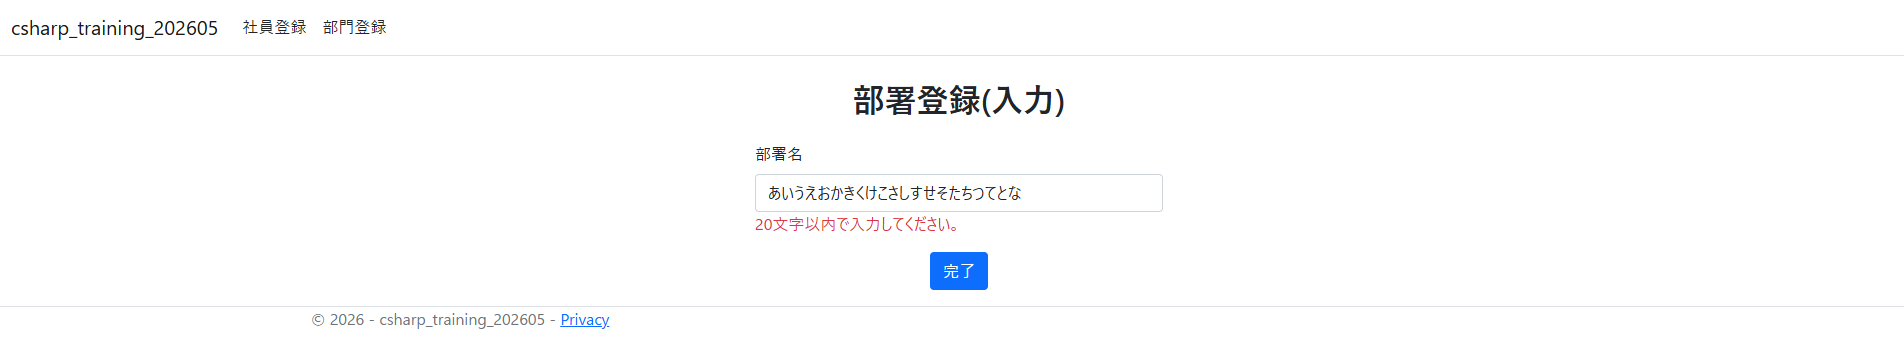 csharp_training_202605 社員登録 部門登録
部署登録(入力)
部署名
あいうえおかきくけこさしすせそたちつてとな
20文字以内で入力してください。
完了
© 2026 - csharp_training_202605 - Privacy